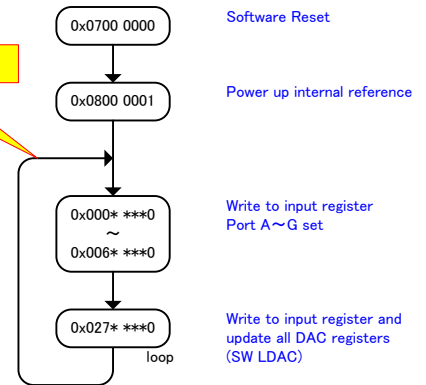 0x0700 0000
Software Reset
0x0800 0001
Power up internal reference
0x000* ***0
～
0x006* ***0
Write to input register
Port A～G set
0x027* ***0
Write to input register and
update all DAC registers
(SW LDAC)
loop